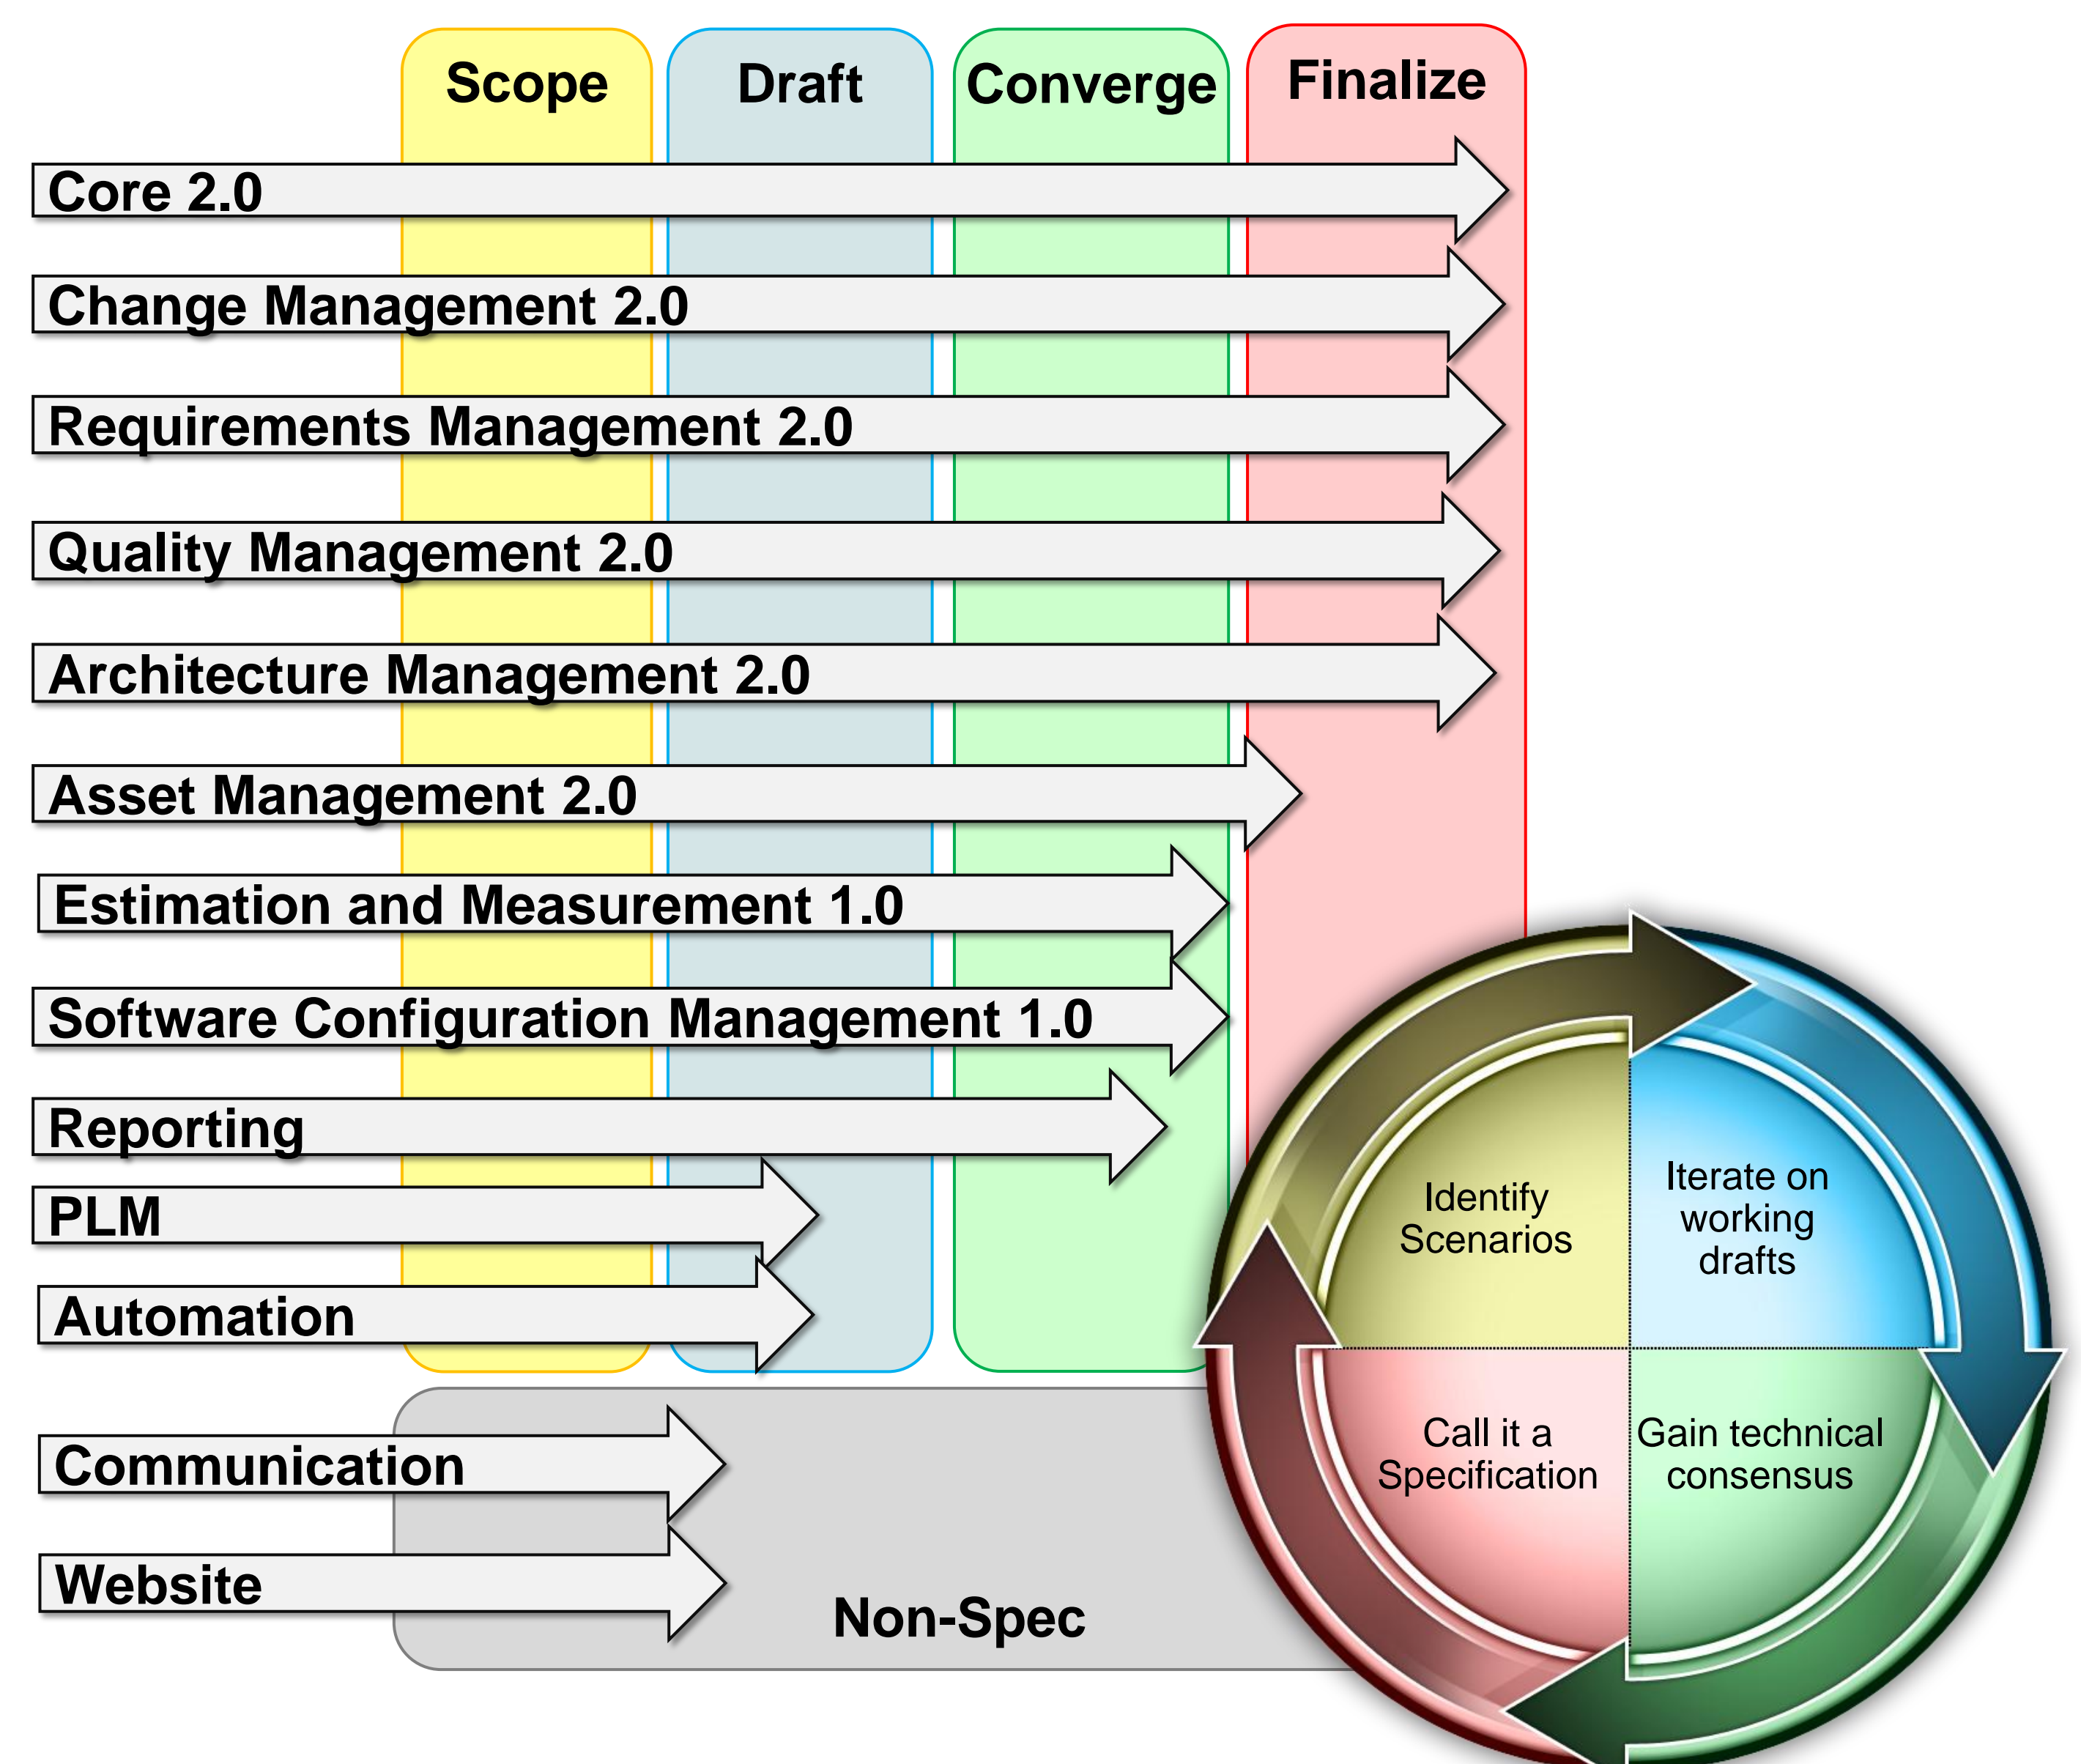 Scope
Draft
Converge
Finalize
Core 2.0
Change Management 2.0
Requirements Management 2.0
Quality Management 2.0
Architecture Management 2.0
Asset Management 2.0
Estimation and Measurement 1.0
Software Configuration Management 1.0
Reporting
PLM
Automation
Communication
Website
Non-Spec
Identify
Scenarios
Iterate on
working
drafts
Call it a
Specification
Gain technical
consensus